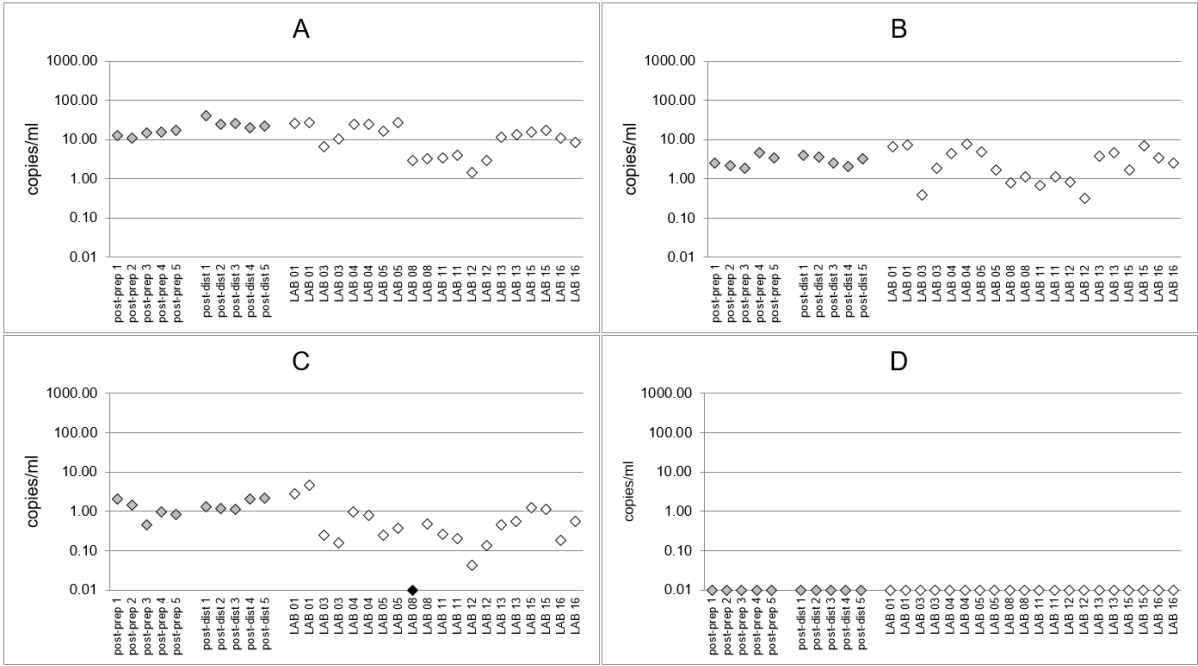 A
1000.00
100.00
10.00
1.00
0.10
0.01
copies/ml
post-prep 1
post-prep 2
post-prep 3
post-prep 4
post-prep 5
post-dist 1
post-dist 2
post-dist 3
post-dist 4
post-dist 5
LAB 01
LAB 01
LAB 03
LAB 03
LAB 04
LAB 04
LAB 05
LAB 05
LAB 08
LAB 08
LAB 11
LAB 11
LAB 12
LAB 12
LAB 13
LAB 13
LAB 15
LAB 15
LAB 16
LAB 16
B
1000.00
100.00
10.00
1.00
0.10
0.01
copies/ml
post-prep 1
post-prep 2
post-prep 3
post-prep 4
post-prep 5
post-dist 1
post-dist 2
post-dist 3
post-dist 4
post-dist 5
LAB 01
LAB 01
LAB 03
LAB 03
LAB 04
LAB 04
LAB 05
LAB 05
LAB 08
LAB 08
LAB 11
LAB 11
LAB 12
LAB 12
LAB 13
LAB 13
LAB 15
LAB 15
LAB 16
LAB 16
C
1000.00
100.00
10.00
1.00
0.10
0.01
copies/ml
post-prep 1
post-prep 2
post-prep 3
post-prep 4
post-prep 5
post-dist 1
post-dist 2
post-dist 3
post-dist 4
post-dist 5
LAB 01
LAB 01
LAB 03
LAB 03
LAB 04
LAB 04
LAB 05
LAB 05
LAB 08
LAB 08
LAB 11
LAB 11
LAB 12
LAB 12
LAB 13
LAB 13
LAB 15
LAB 15
LAB 16
LAB 16
D
1000.00
100.00
10.00
1.00
0.10
0.01
copies/ml
post-prep 1
post-prep 2
post-prep 3
post-prep 4
post-prep 5
post-dist 1
post-dist 2
post-dist 3
post-dist 4
post-dist 5
LAB 01
LAB 01
LAB 03
LAB 03
LAB 04
LAB 04
LAB 05
LAB 05
LAB 08
LAB 08
LAB 11
LAB 11
LAB 12
LAB 12
LAB 13
LAB 13
LAB 15
LAB 15
LAB 16
LAB 16